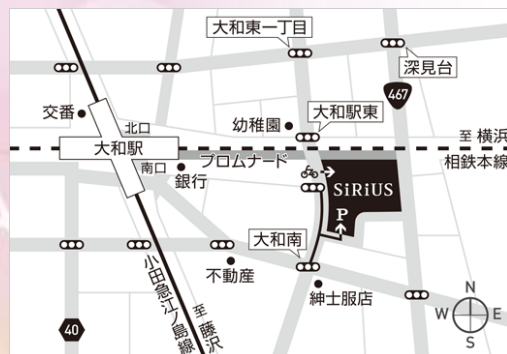 大和東一丁目
深見台
467
交番
北口
幼稚園
大和駅東
至 横浜
大和駅
プロムナード
相鉄本線
南口
銀行
SiRiUS
P
大和南
不動産
紳士服店
小田急江ノ島線
至 藤沢
40
N
W E
S